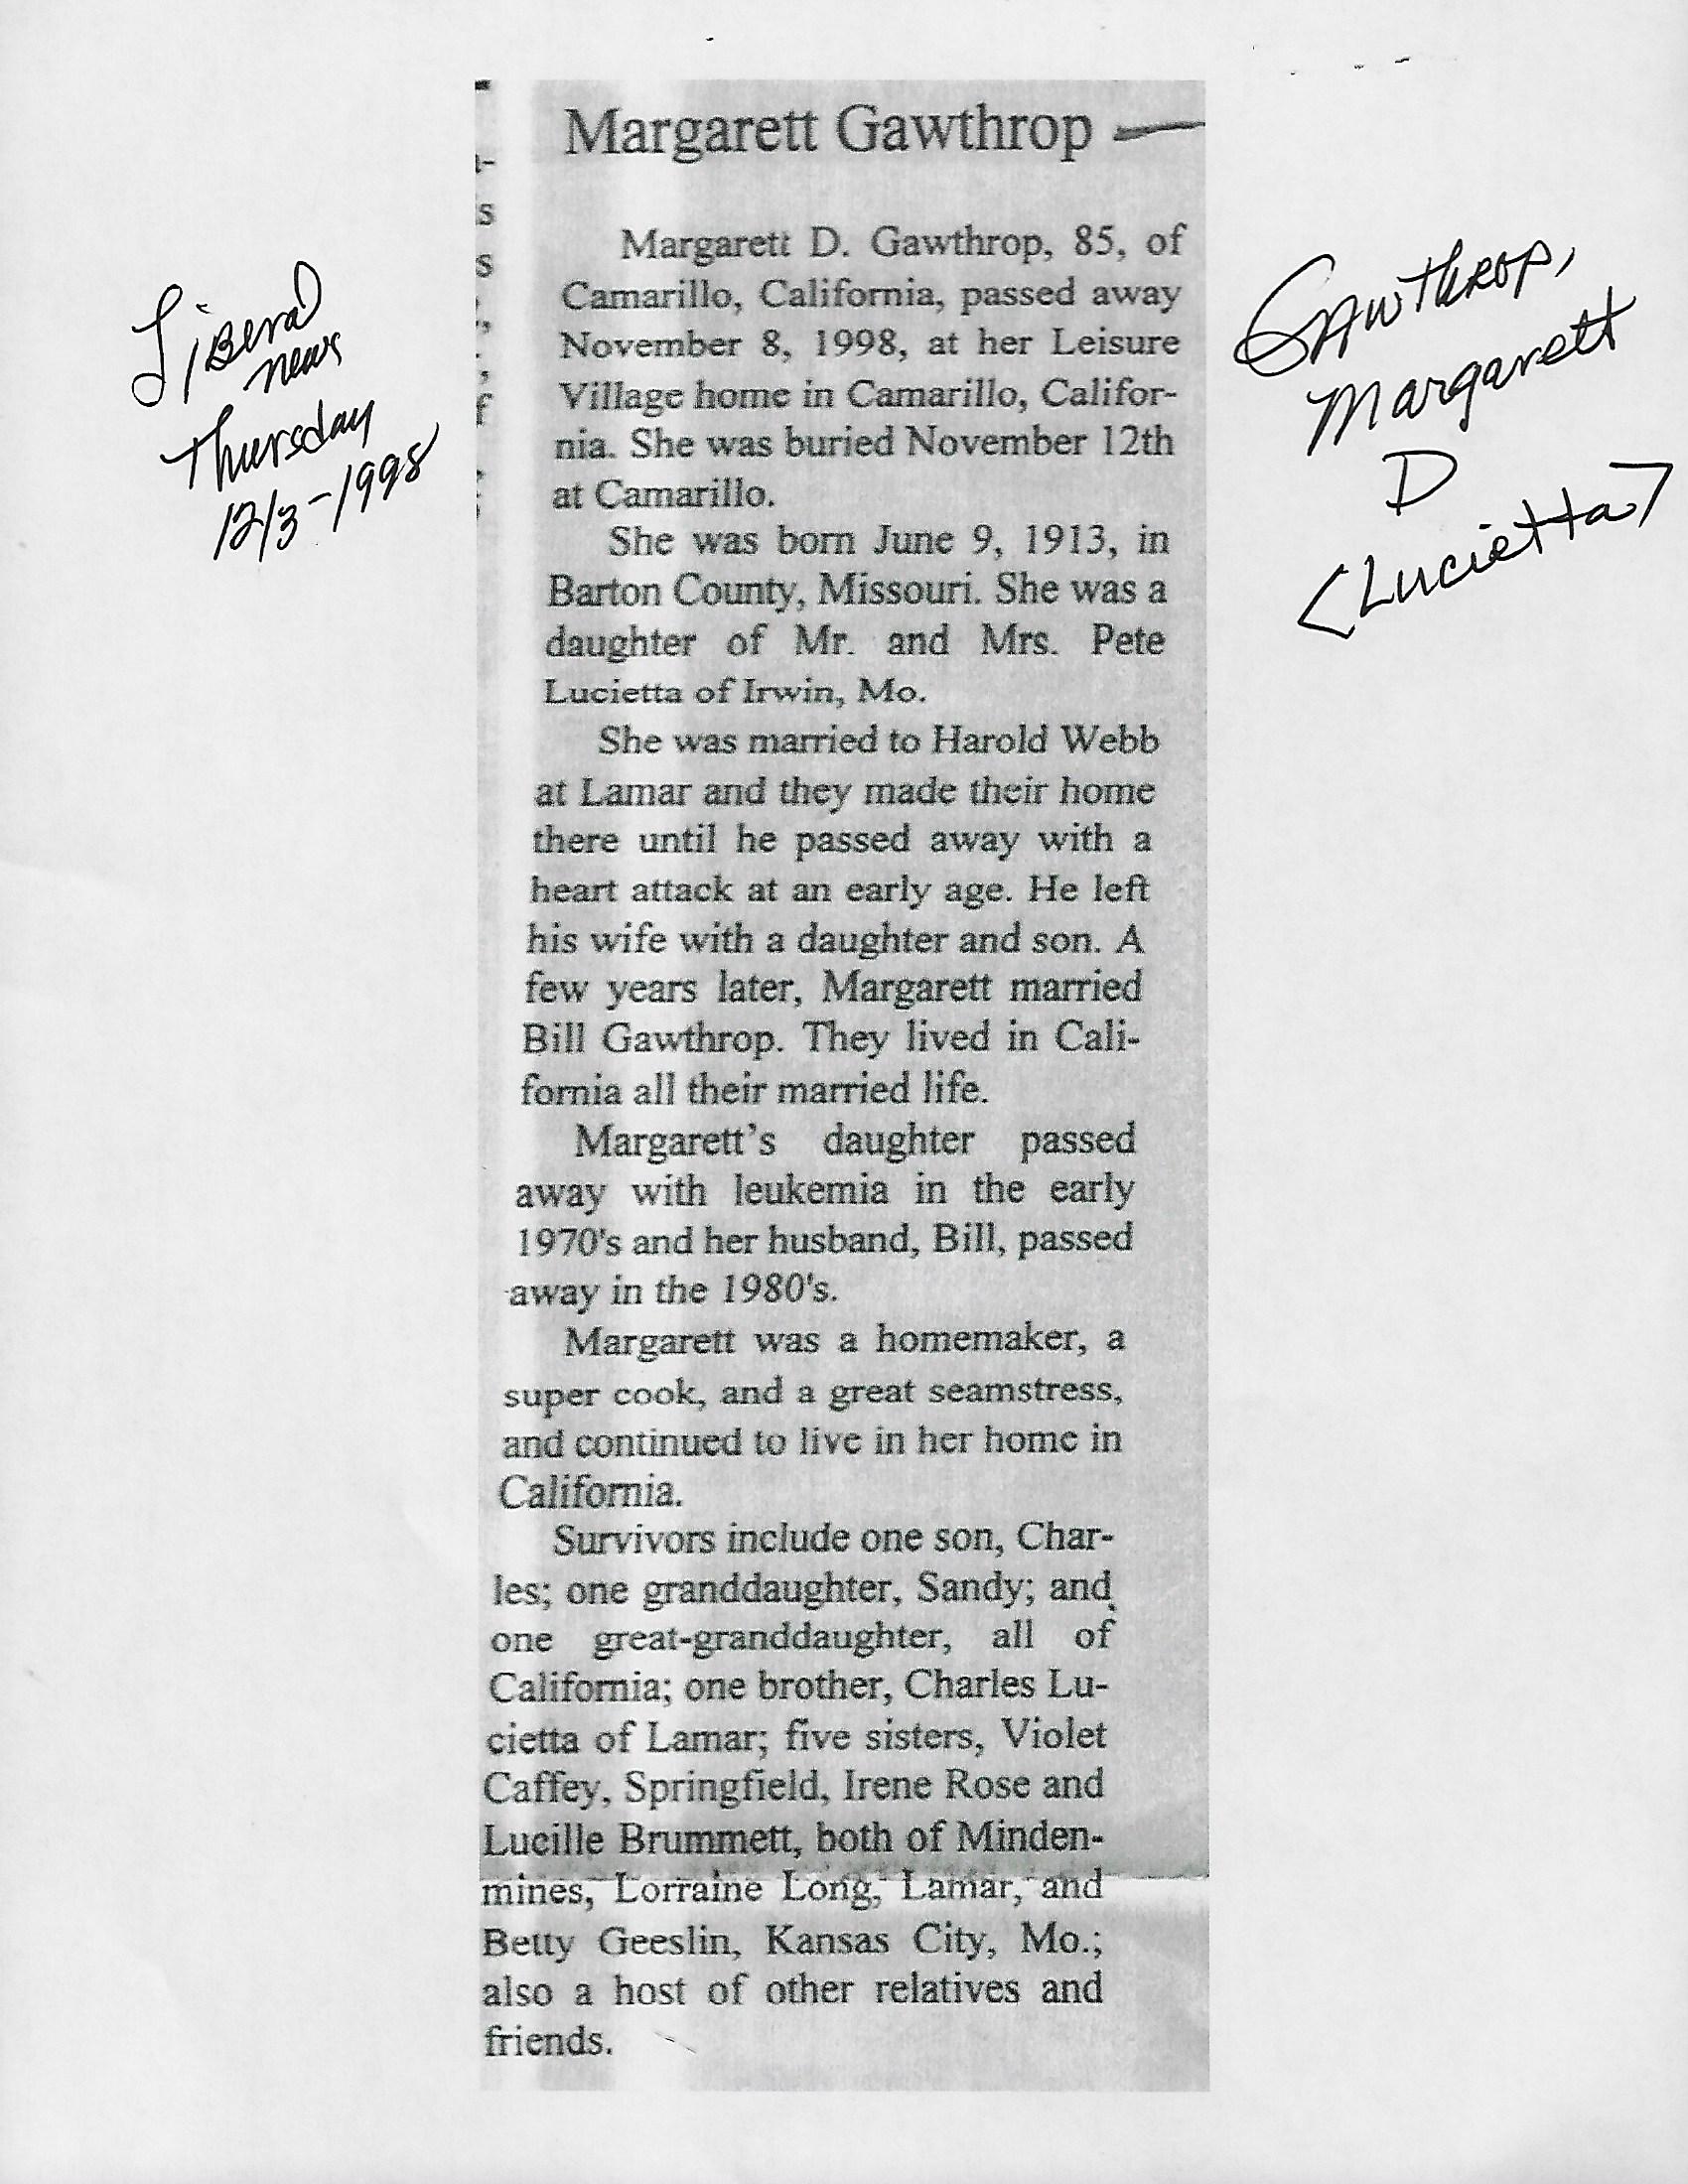 Liberal
news
Thursday
12/3-1998
Gawthrop,
Margarett
D
<Lucietta>
Margarett Gawthrop
Margarett D. Gawthrop, 85, of
Camarillo, California, passed away
November 8, 1998, at her Leisure
Village home in Camarillo, Califor-
nia. She was buried November 12th
at Camarillo.
She was born June 9, 1913, in
Barton County, Missouri. She was a
daughter of Mr. and Mrs. Pete
Lucietta of Irwin, Mo.
She was married to Harold Webb
at Lamar and they made their home
there until he passed away with a
heart attack at an early age. He left
his wife with a daughter and son. A
few years later, Margarett married
Bill Gawthrop. They lived in Cali-
fornia all their married life.
Margarett's daughter passed
away with leukemia in the early
1970's and her husband, Bill, passed
away in the 1980's.
Margarett was a homemaker, a
super cook, and a great seamstress,
and continued to live in her home in
California.
Survivors include one son, Char-
les; one granddaughter, Sandy; and
one great-granddaughter, all of
California; one brother, Charles Lu-
cietta of Lamar; five sisters, Violet
Caffey, Springfield, Irene Rose and
Lucille Brummett, both of Minden-
mines, Lorraine Long, Lamar, and
Betty Geeslin, Kansas City, Mo.;
also a host of other relatives and
friends.